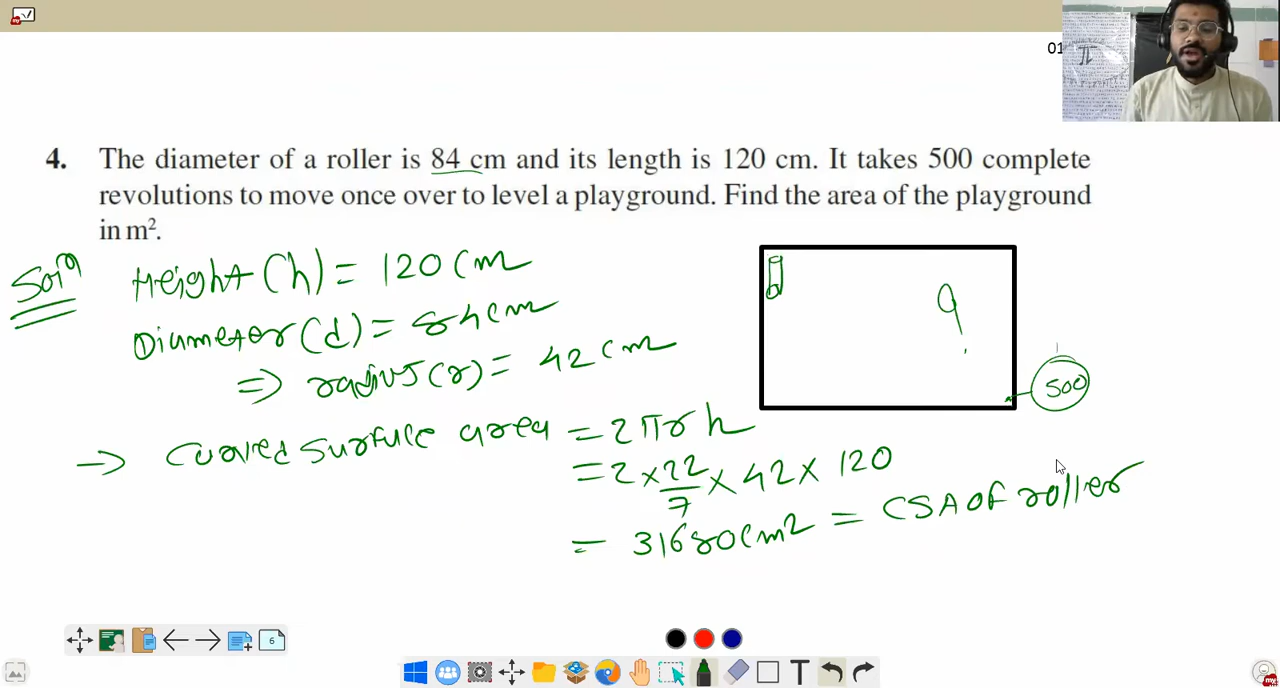 01
4. The diameter of a roller is 84 cm and its length is 120 cm. It takes 500 complete
revolutions to move once over to level a playground. Find the area of the playground
in m².
Solⁿ Height (h) = 120 cm
Diameter (d) = 84 cm
⇒ radius (r) = 42 cm
500
→ Curved surface area = 2πrh
= 2 × 22/7 × 42 × 120
= 31680 cm² = CSA of roller
6
T